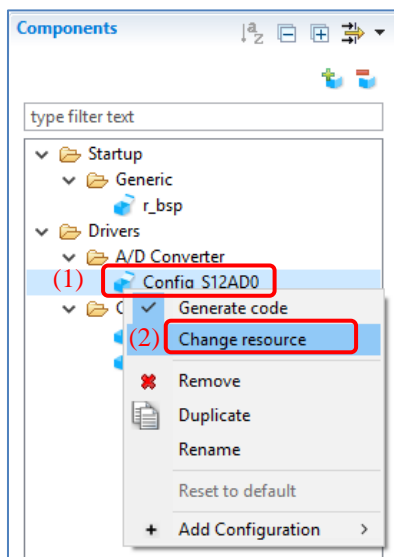 Components
type filter text
Startup
Generic
r_bsp
Drivers
A/D Converter
(1) Config_S12AD0
C
Generate code
(2) Change resource
Remove
Duplicate
Rename
Reset to default
Add Configuration